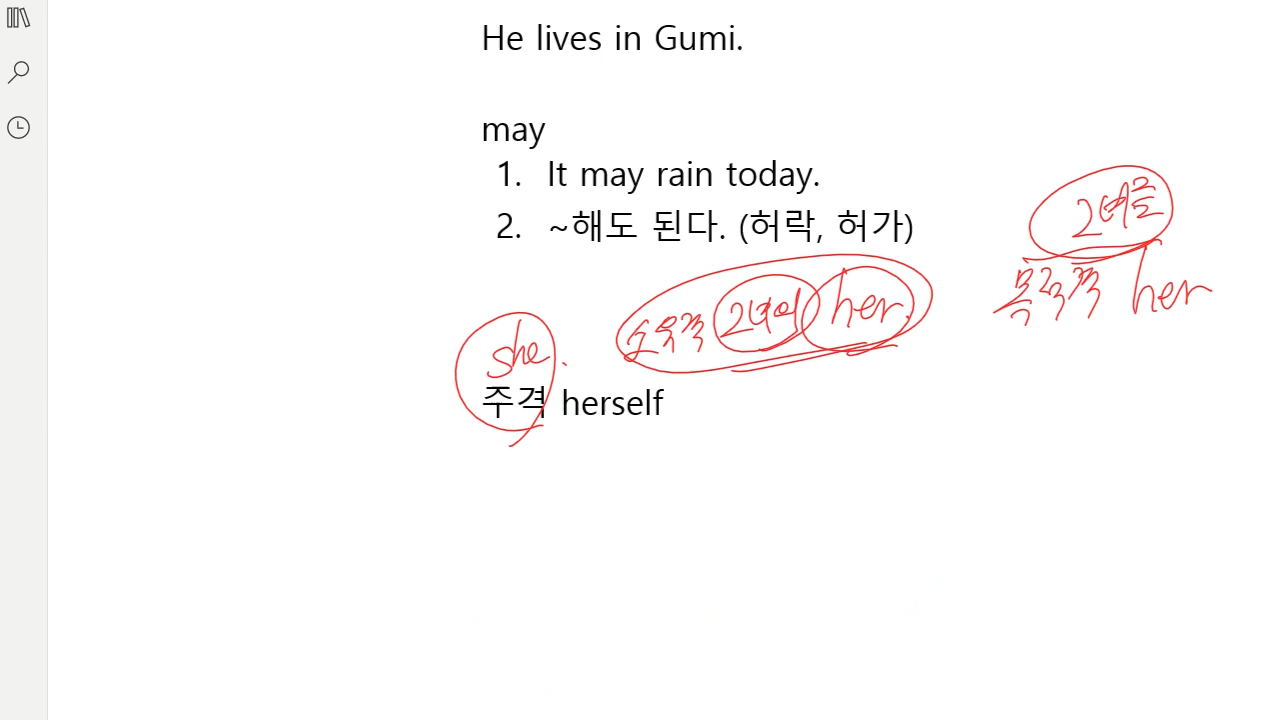 He lives in Gumi.
may
1. It may rain today.
2. ~해도 된다. (허락, 허가)
그녀를
소유격 그녀의 her
목적격 her
she
주격 herself